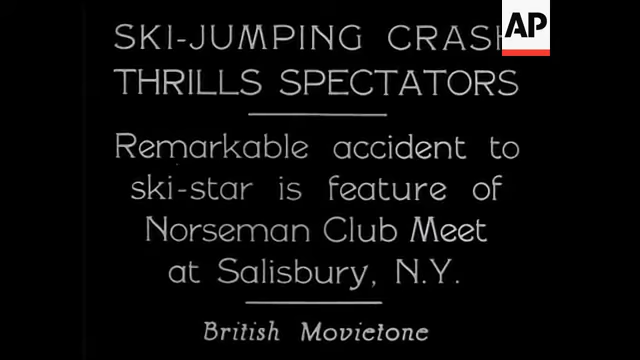 SKI-JUMPING CRASH
AP
THRILLS SPECTATORS
Remarkable accident to
ski-star is feature of
Norseman Club Meet
at Salisbury, N.Y.
British Movietone